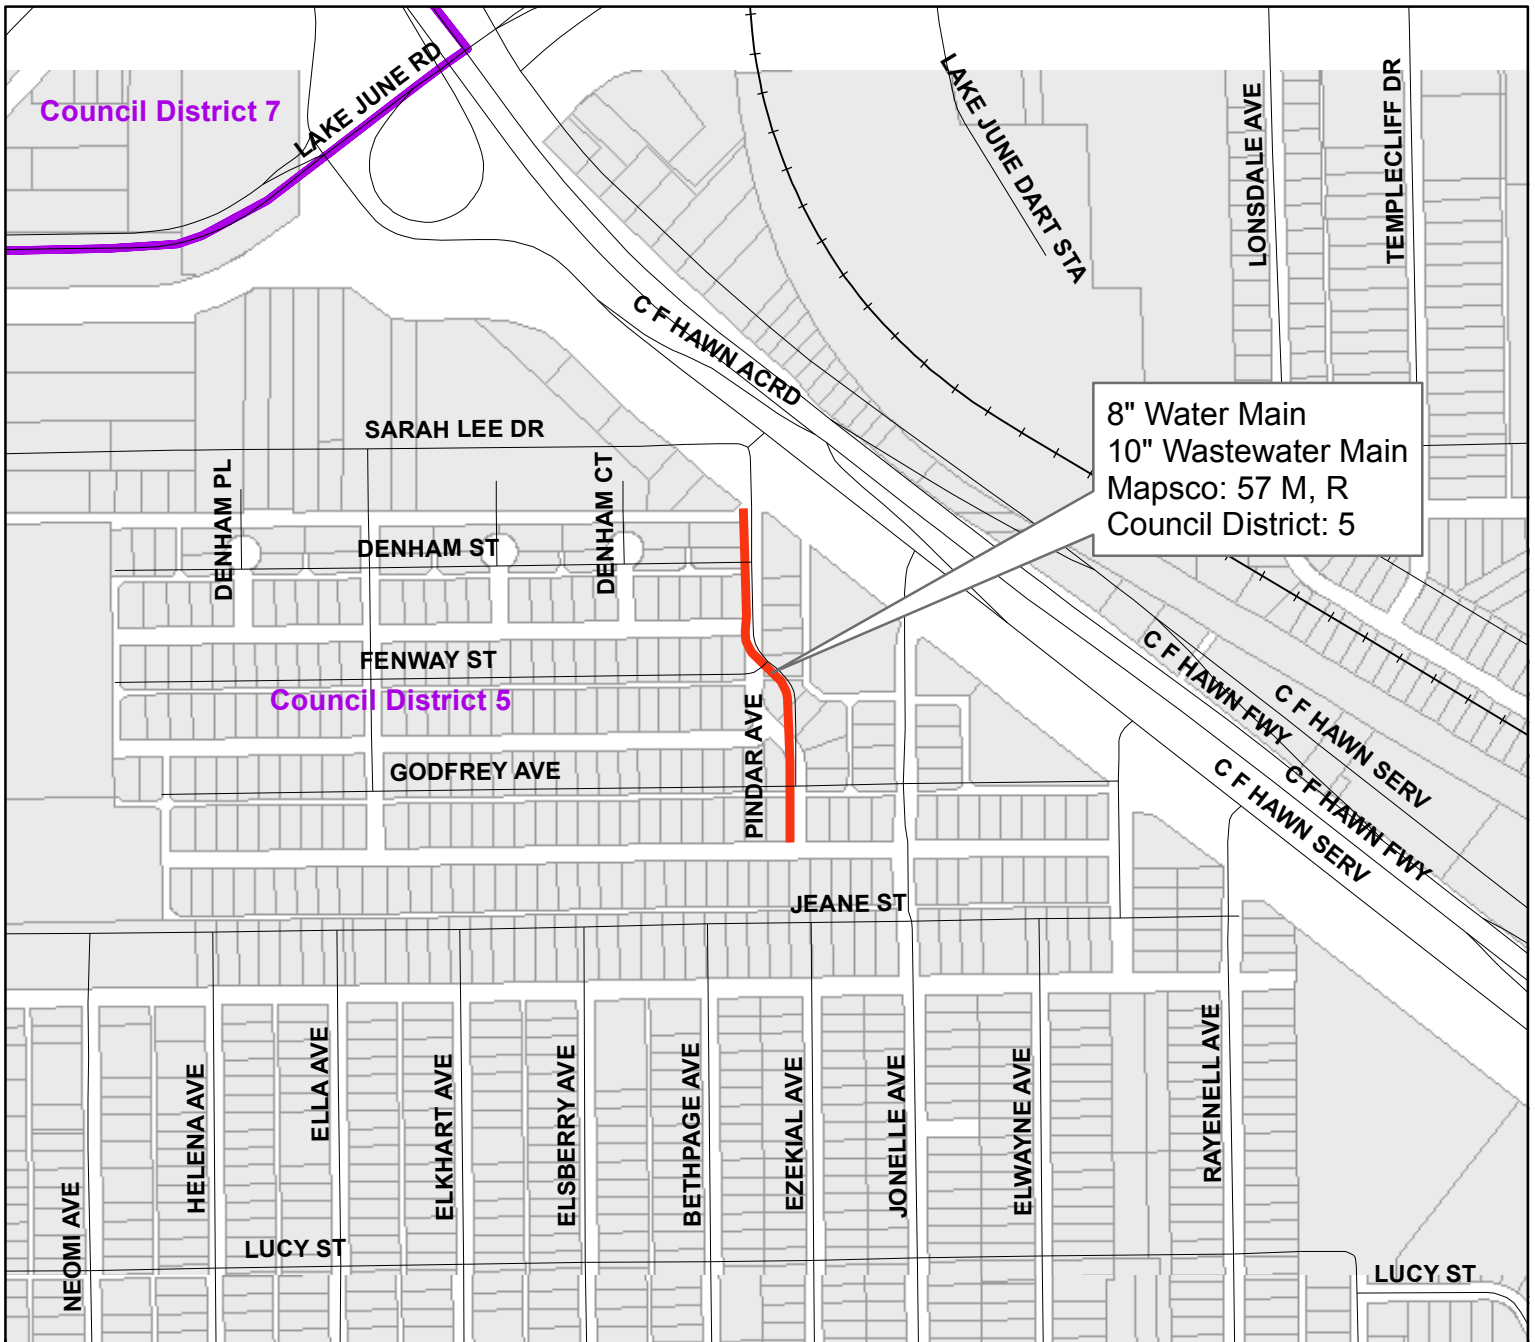 LAKE JUNE RD
Council District 7
LAKE JUNE DART STA
LONSDALE AVE
TEMPLECLIFF DR
C F HAWN ACRD
8" Water Main
10" Wastewater Main
Mapsco: 57 M, R
Council District: 5
SARAH LEE DR
DENHAM PL
DENHAM ST
DENHAM CT
FENWAY ST
Council District 5
PINDAR AVE
GODFREY AVE
C F HAWN FWY
C F HAWN SERV
C F HAWN SERV
C F HAWN FWY
JEANE ST
NEOMI AVE
HELENA AVE
ELLA AVE
ELKHART AVE
ELSBERRY AVE
BETHPAGE AVE
EZEKIAL AVE
JONELLE AVE
ELWAYNE AVE
RAYENELL AVE
LUCY ST
LUCY ST